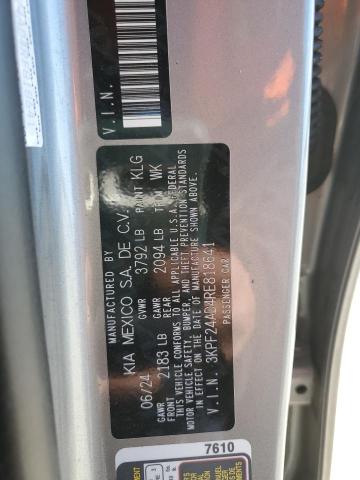 V.I.N.
MANUFACTURED BY
KIA MEXICO S.A. DE C.V.
06/24 GVWR 3792 LB PAINT KLG
GAWR FRONT 2183 LB GAWR REAR 2094 LB TRIM WK
THIS VEHICLE CONFORMS TO ALL APPLICABLE U.S.A. FEDERAL
MOTOR VEHICLE SAFETY, BUMPER, AND THEFT PREVENTION STANDARDS
IN EFFECT ON THE DATE OF MANUFACTURE SHOWN ABOVE.
V.I.N.: 3KPF24AD4RE818641
PASSENGER CAR
7610